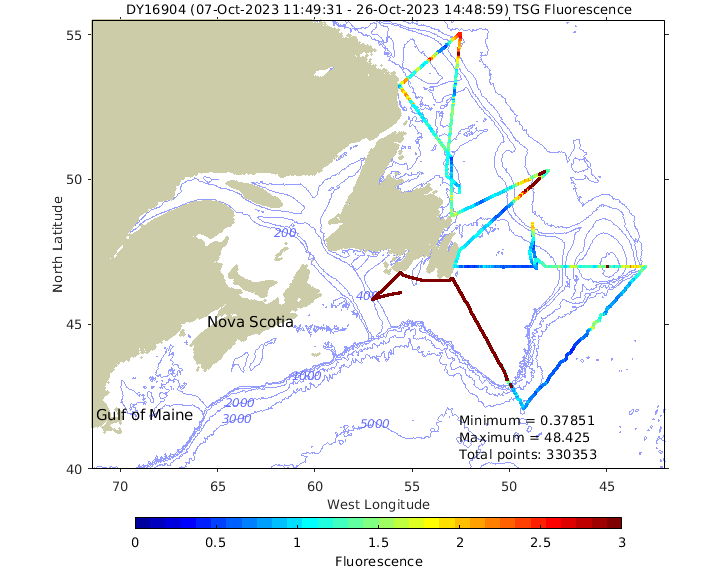 DY16904 (07-Oct-2023 11:49:31 - 26-Oct-2023 14:48:59) TSG Fluorescence
55
50
45
40
North Latitude
200
400
Nova Scotia
1000
2000
3000
5000
Gulf of Maine
Minimum = 0.37851
Maximum = 48.425
Total points: 330353
70 65 60 55 50 45
West Longitude
0 0.5 1 1.5 2 2.5 3
Fluorescence